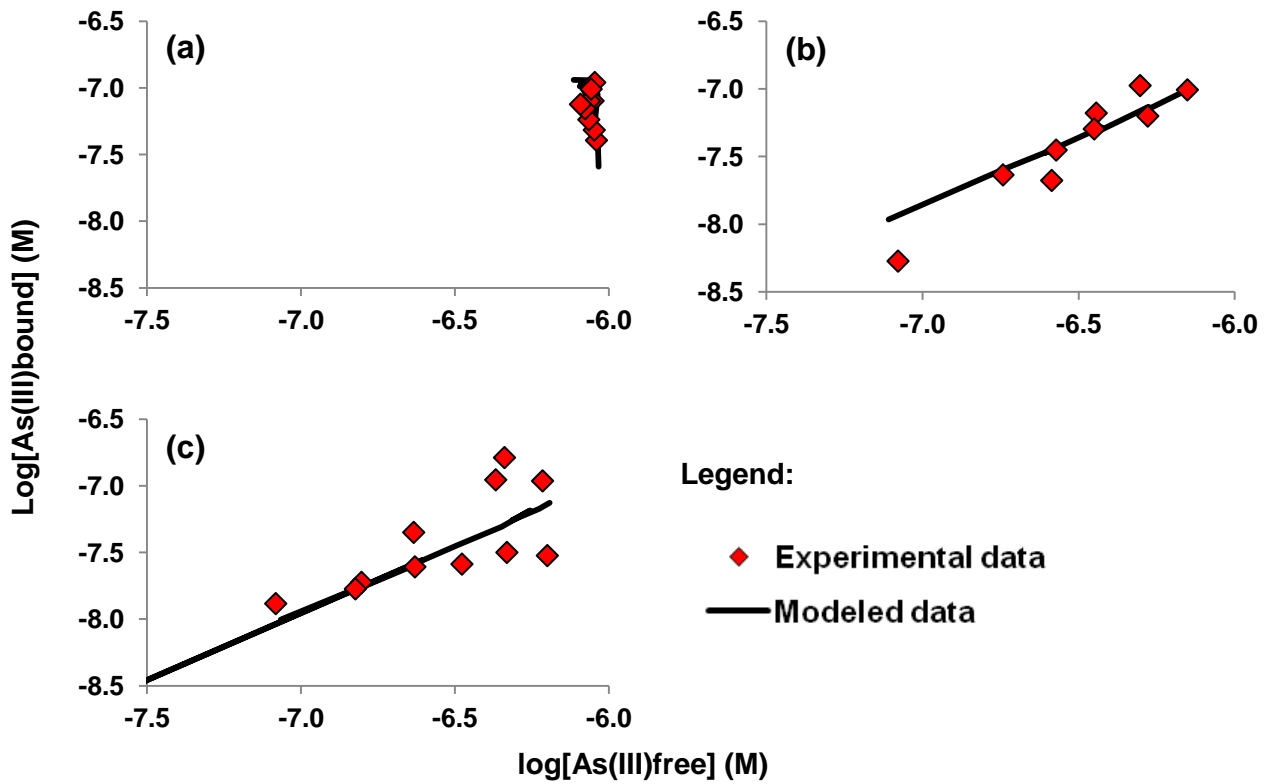 (a)
-6.5
-7.0
-7.5
-8.0
-8.5
-7.5 -7.0 -6.5 -6.0
(b)
-6.5
-7.0
-7.5
-8.0
-8.5
-7.5 -7.0 -6.5 -6.0
Log[As(III)bound] (M)
(c)
-6.5
-7.0
-7.5
-8.0
-8.5
-7.5 -7.0 -6.5 -6.0
log[As(III)free] (M)
Legend:
Experimental data
Modeled data